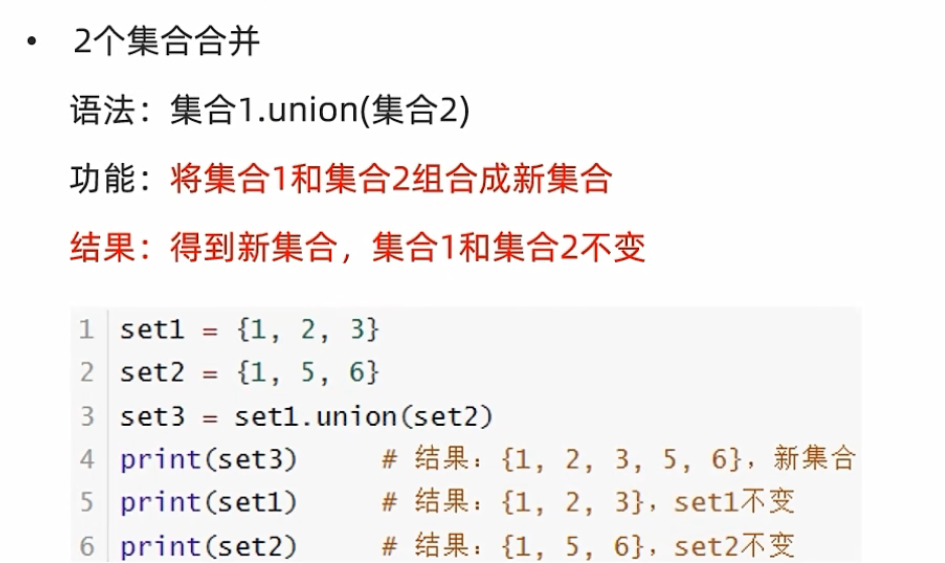 • 2个集合合并
语法：集合1.union(集合2)
功能：将集合1和集合2组合成新集合
结果：得到新集合，集合1和集合2不变
1 set1 = {1, 2, 3}
2 set2 = {1, 5, 6}
3 set3 = set1.union(set2)
4 print(set3)     # 结果：{1, 2, 3, 5, 6}，新集合
5 print(set1)     # 结果：{1, 2, 3}，set1不变
6 print(set2)     # 结果：{1, 5, 6}，set2不变